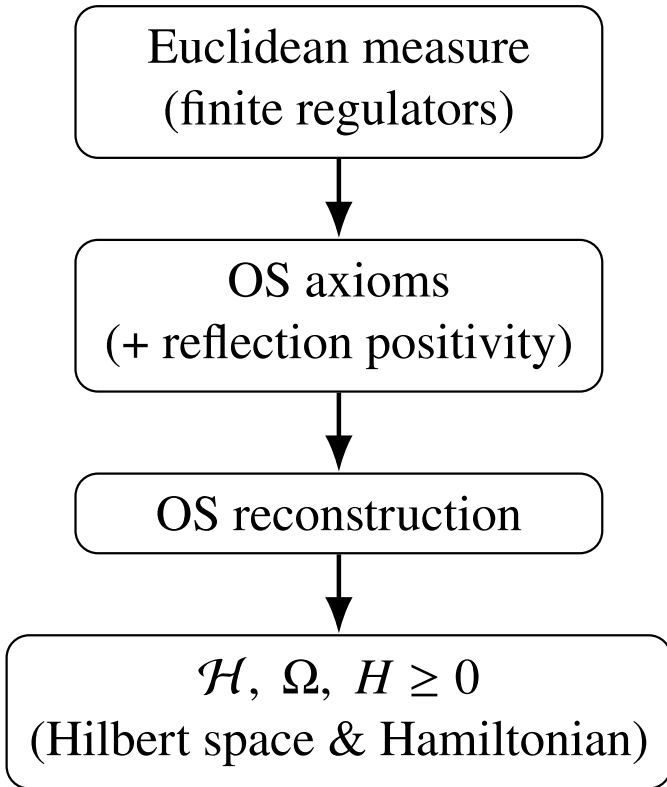 Euclidean measure
(finite regulators)
OS axioms
(+ reflection positivity)
OS reconstruction
ℋ, Ω, H ≥ 0
(Hilbert space & Hamiltonian)